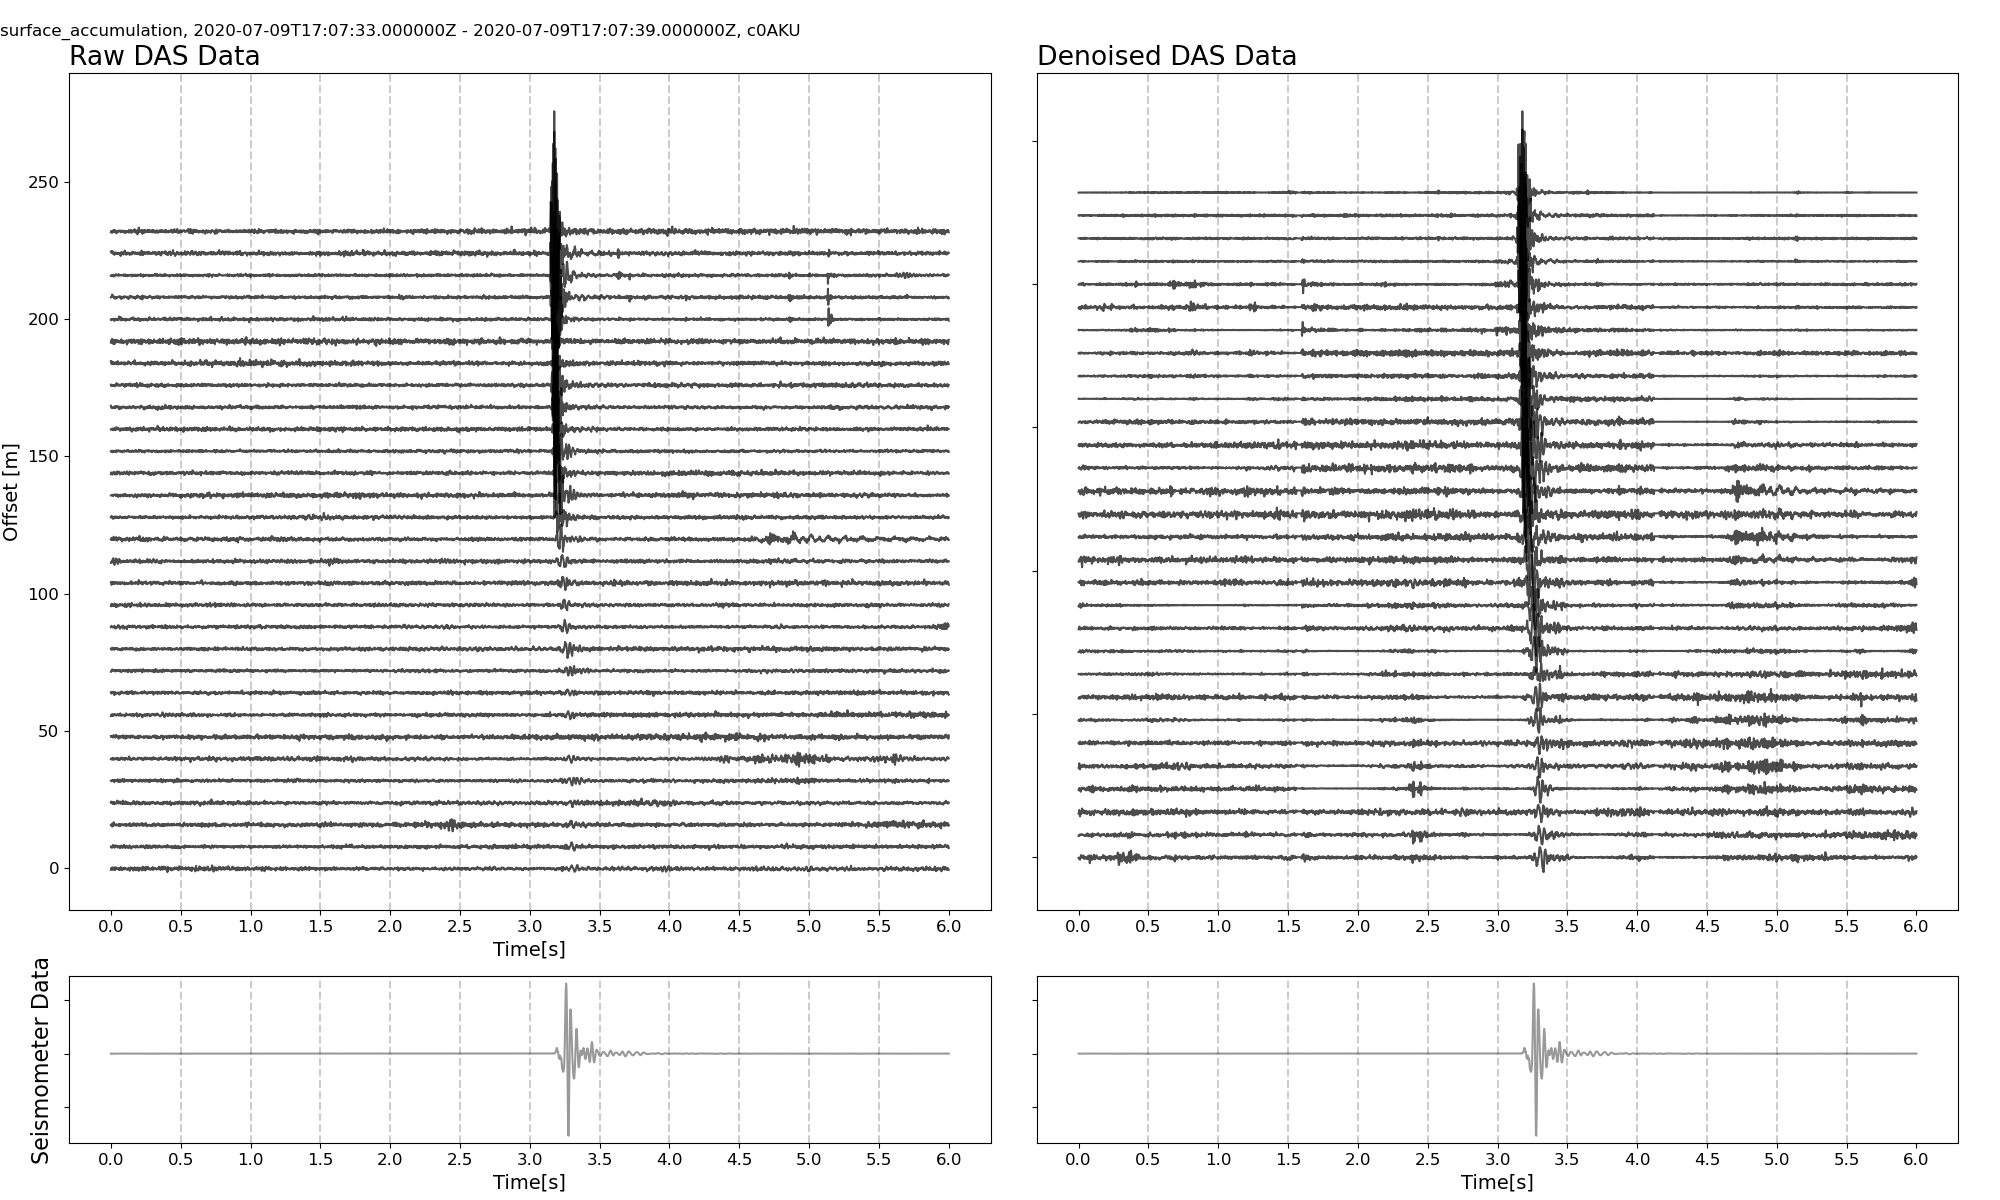 surface_accumulation, 2020-07-09T17:07:33.000000Z - 2020-07-09T17:07:39.000000Z, c0AKU
Raw DAS Data
Denoised DAS Data
Offset [m]
250
200
150
100
50
0
0.0 0.5 1.0 1.5 2.0 2.5 3.0 3.5 4.0 4.5 5.0 5.5 6.0
Time[s]
0.0 0.5 1.0 1.5 2.0 2.5 3.0 3.5 4.0 4.5 5.0 5.5 6.0
Seismometer Data
0.0 0.5 1.0 1.5 2.0 2.5 3.0 3.5 4.0 4.5 5.0 5.5 6.0
Time[s]
0.0 0.5 1.0 1.5 2.0 2.5 3.0 3.5 4.0 4.5 5.0 5.5 6.0
Time[s]